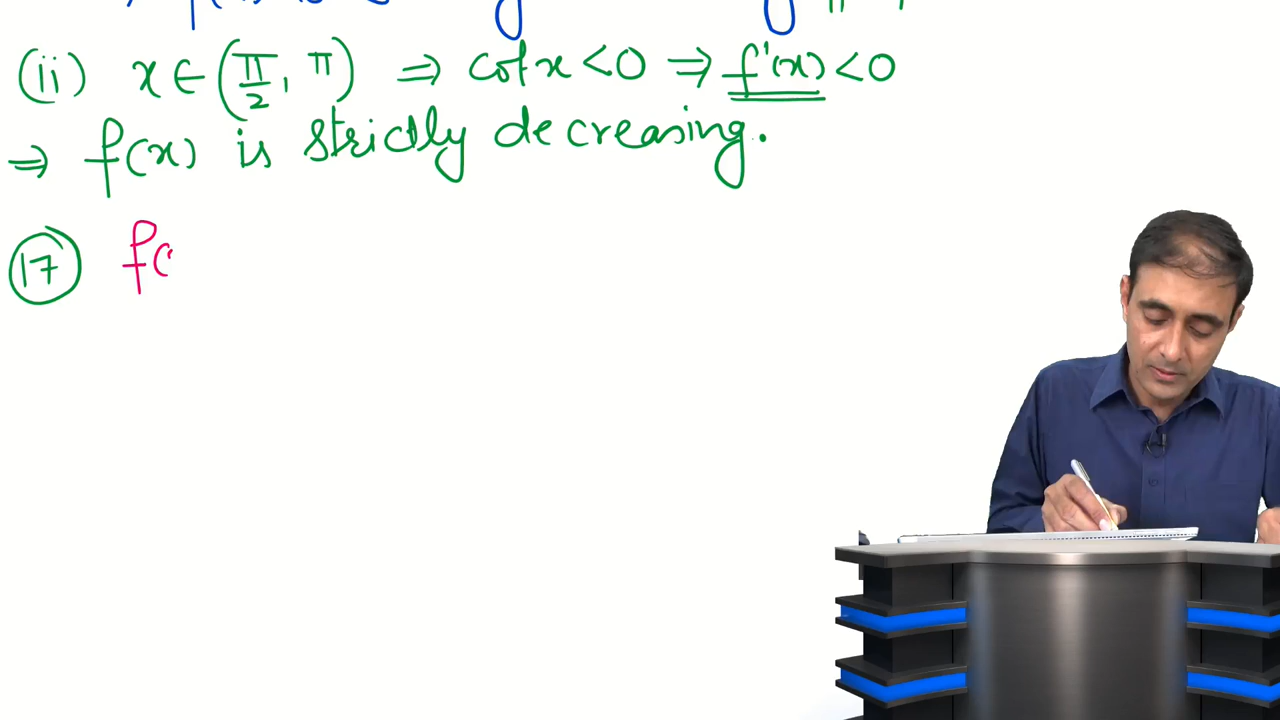 (ii) x ∈ (π/2, π) ⇒ cot x < 0 ⇒ f'(x) < 0
⇒ f(x) is strictly decreasing.
17 f(